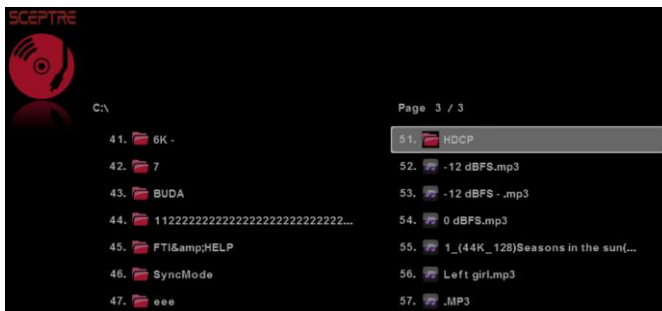 SCEPTRE
C:\
Page 3 / 3
41. 6K -
42. 7
43. BUDA
44. 1122222222222222222222222222...
45. FTI&amp;HELP
46. SyncMode
47. eee
51. HDCP
52. -12 dBFS.mp3
53. -12 dBFS - .mp3
54. 0 dBFS.mp3
55. 1_(44K_128)Seasons in the sun(...
56. Left girl.mp3
57. .MP3